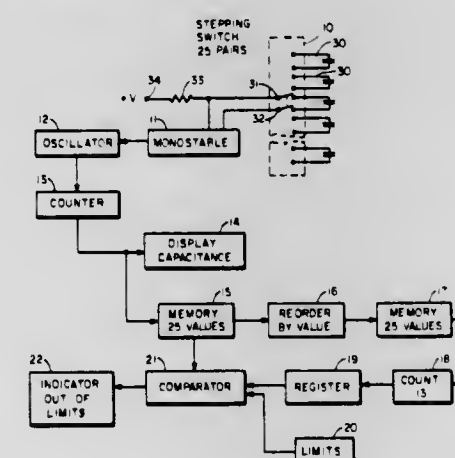 STEPPING
SWITCH
25 PAIRS
10
30
30
+V
34
33
31
32
12
11
OSCILLATOR
MONOSTABLE
13
COUNTER
14
DISPLAY
CAPACITANCE
15
16
17
MEMORY
25 VALUES
REORDER
BY VALUE
MEMORY
25 VALUES
22
21
19
18
INDICATOR
OUT OF
LIMITS
COMPARATOR
REGISTER
COUNT
13
20
LIMITS